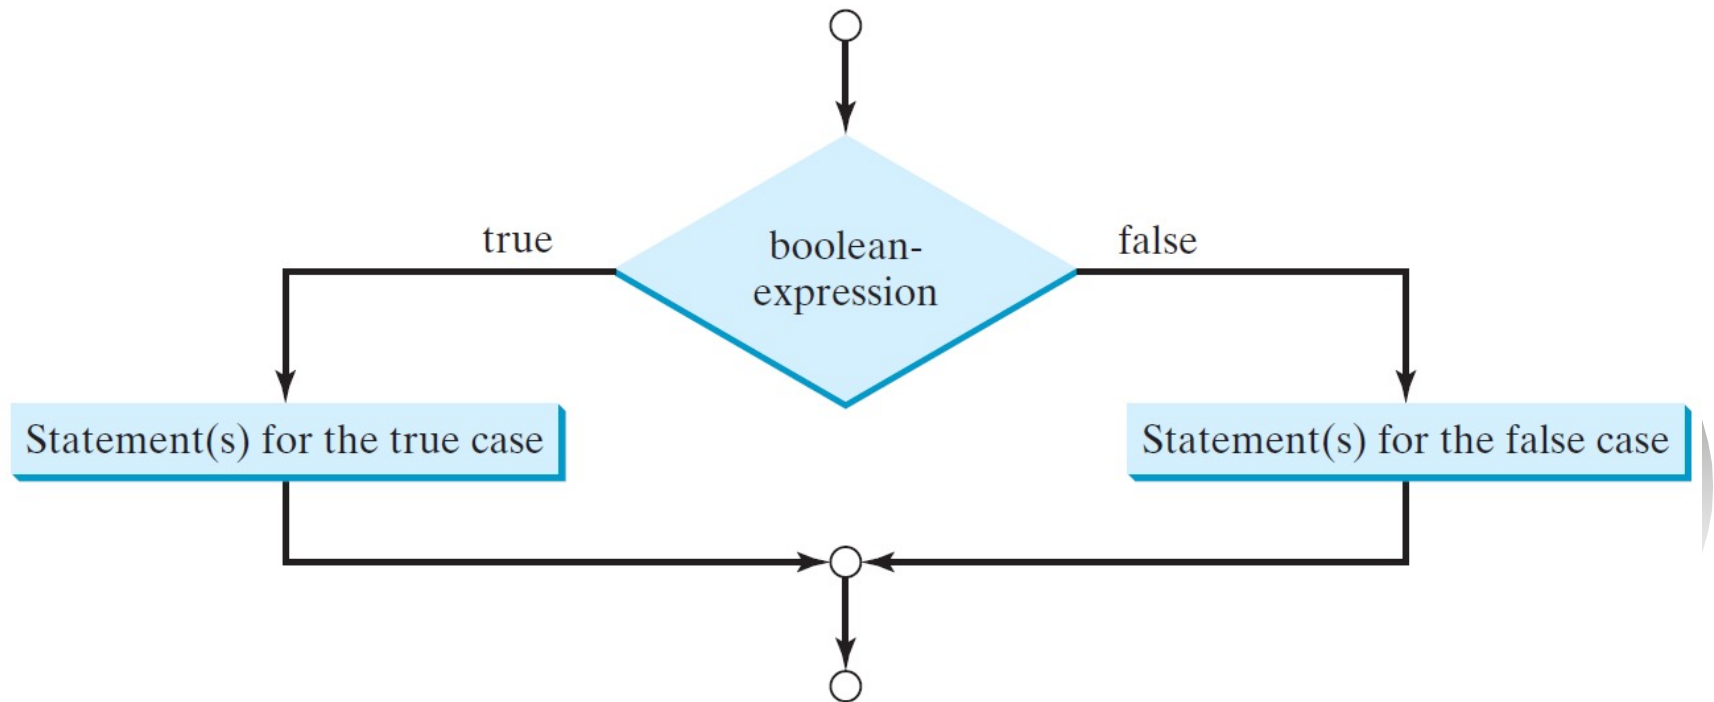 true
boolean-
expression
false
Statement(s) for the true case
Statement(s) for the false case